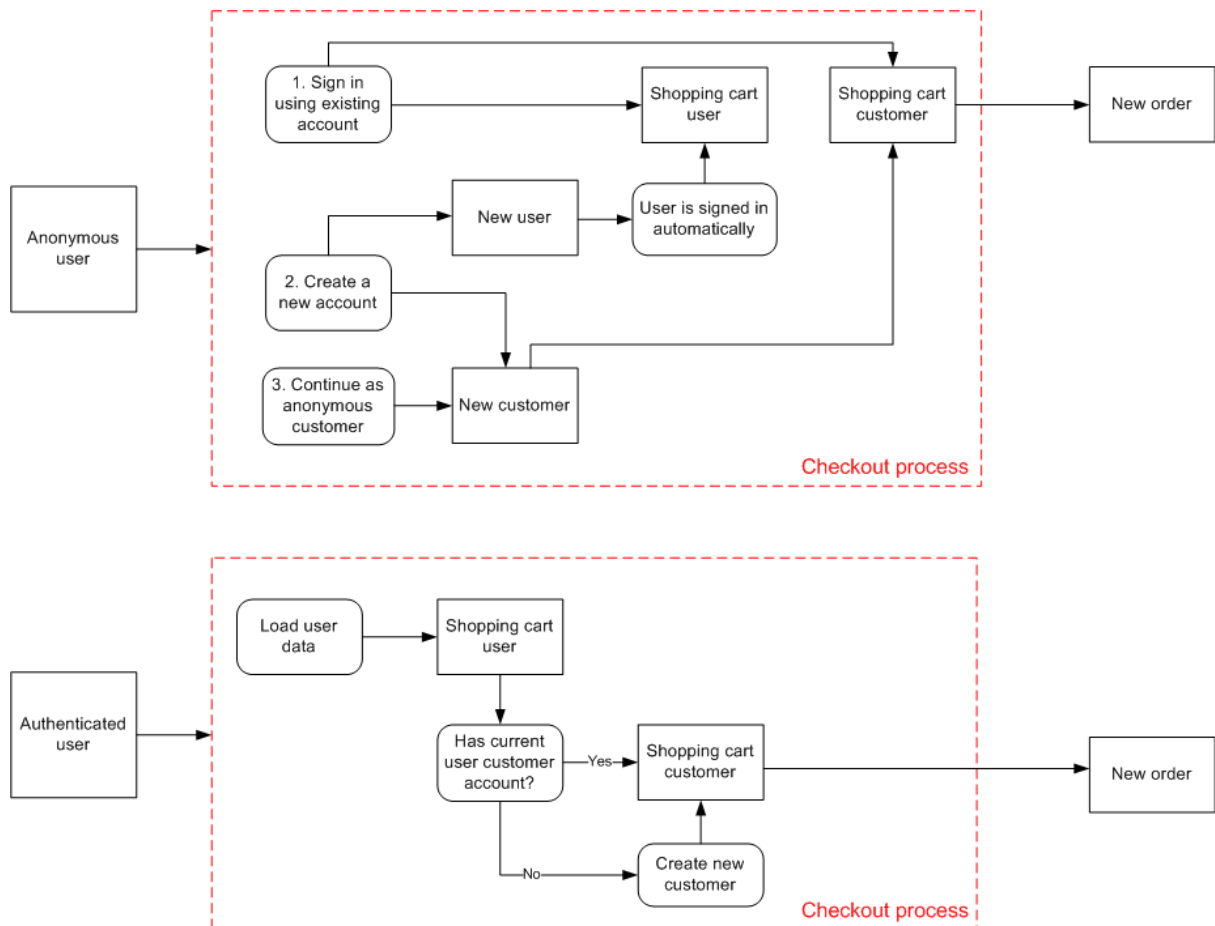 1. Sign in
using existing
account
Shopping cart
user
Shopping cart
customer
New order
Anonymous
user
New user
User is signed in
automatically
2. Create a
new account
3. Continue as
anonymous
customer
New customer
Checkout process
Load user
data
Shopping cart
user
Authenticated
user
Has current
user customer
account?
Yes
Shopping cart
customer
New order
No
Create new
customer
Checkout process